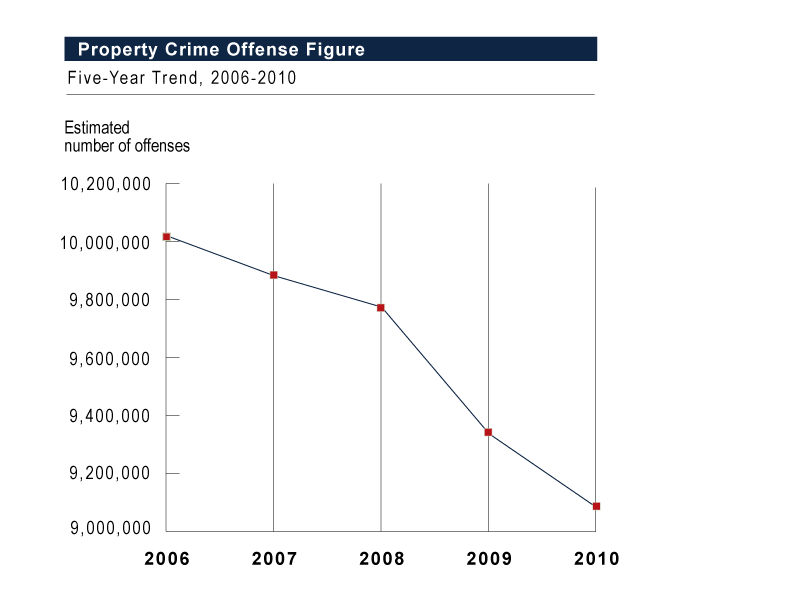 Property Crime Offense Figure
Five-Year Trend, 2006-2010
Estimated
number of offenses
10,200,000
10,000,000
9,800,000
9,600,000
9,400,000
9,200,000
9,000,000
2006 2007 2008 2009 2010